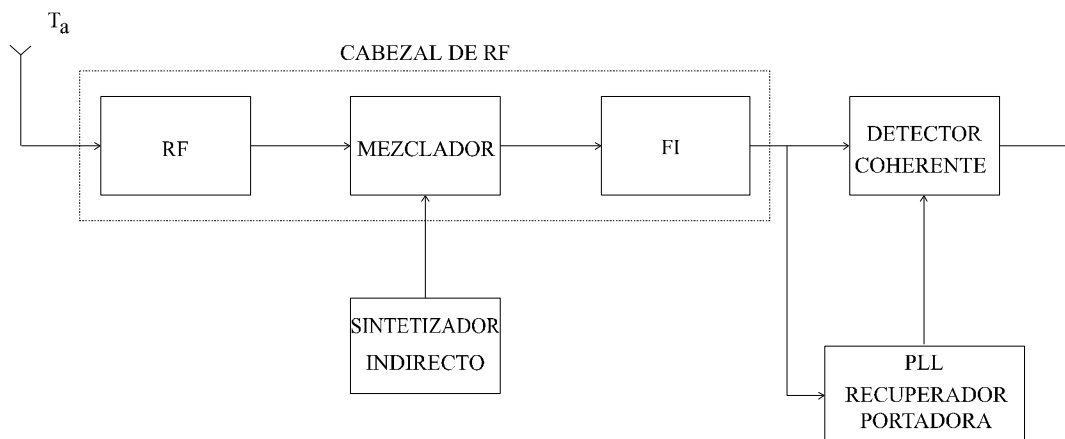 Ta
CABEZAL DE RF
RF
MEZCLADOR
FI
DETECTOR
COHERENTE
SINTETIZADOR
INDIRECTO
PLL
RECUPERADOR
PORTADORA